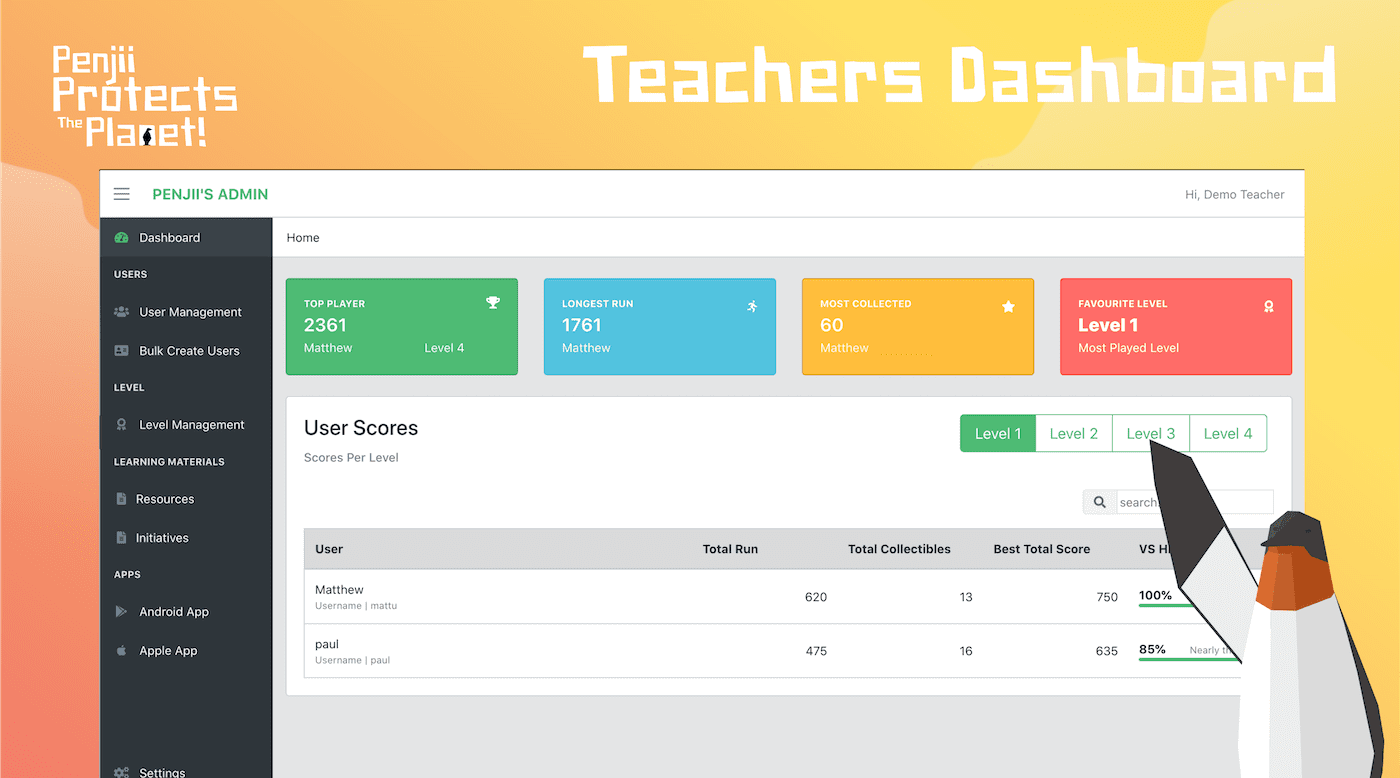 Penjii
Protects
The Planet!
Teachers Dashboard
PENJII'S ADMIN
Hi, Demo Teacher
Dashboard
Home
USERS
User Management
Bulk Create Users
LEVEL
Level Management
LEARNING MATERIALS
Resources
Initiatives
APPS
Android App
Apple App
Settings
TOP PLAYER
2361
Matthew Level 4
LONGEST RUN
1761
Matthew
MOST COLLECTED
60
Matthew
FAVOURITE LEVEL
Level 1
Most Played Level
User Scores
Scores Per Level
Level 1 Level 2 Level 3 Level 4
search
User Total Run Total Collectibles Best Total Score VS
Matthew 620 13 750 100%
Username | mattu
paul 475 16 635 85% Nearly
Username | paul